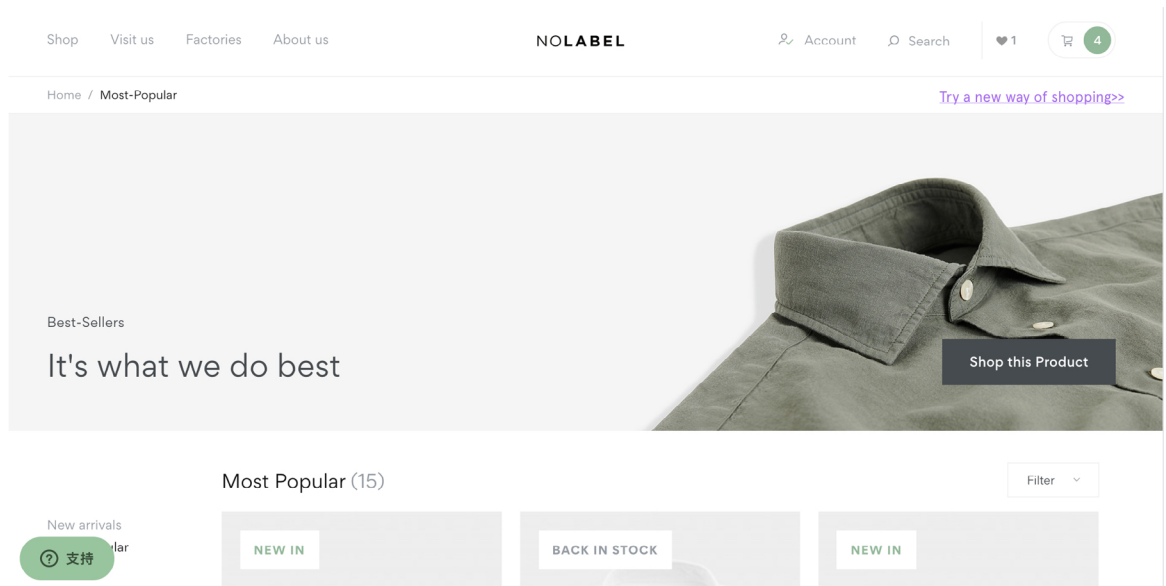 Shop Visit us Factories About us NOLABEL Account Search 1 4
Home / Most-Popular Try a new way of shopping>>
Best-Sellers
It's what we do best
Shop this Product
Most Popular (15) Filter
New arrivals
支持
NEW IN BACK IN STOCK NEW IN